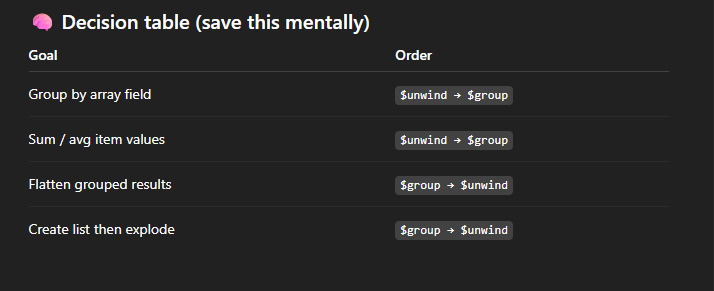 🧠 Decision table (save this mentally)
Goal Order
Group by array field $unwind → $group
Sum / avg item values $unwind → $group
Flatten grouped results $group → $unwind
Create list then explode $group → $unwind